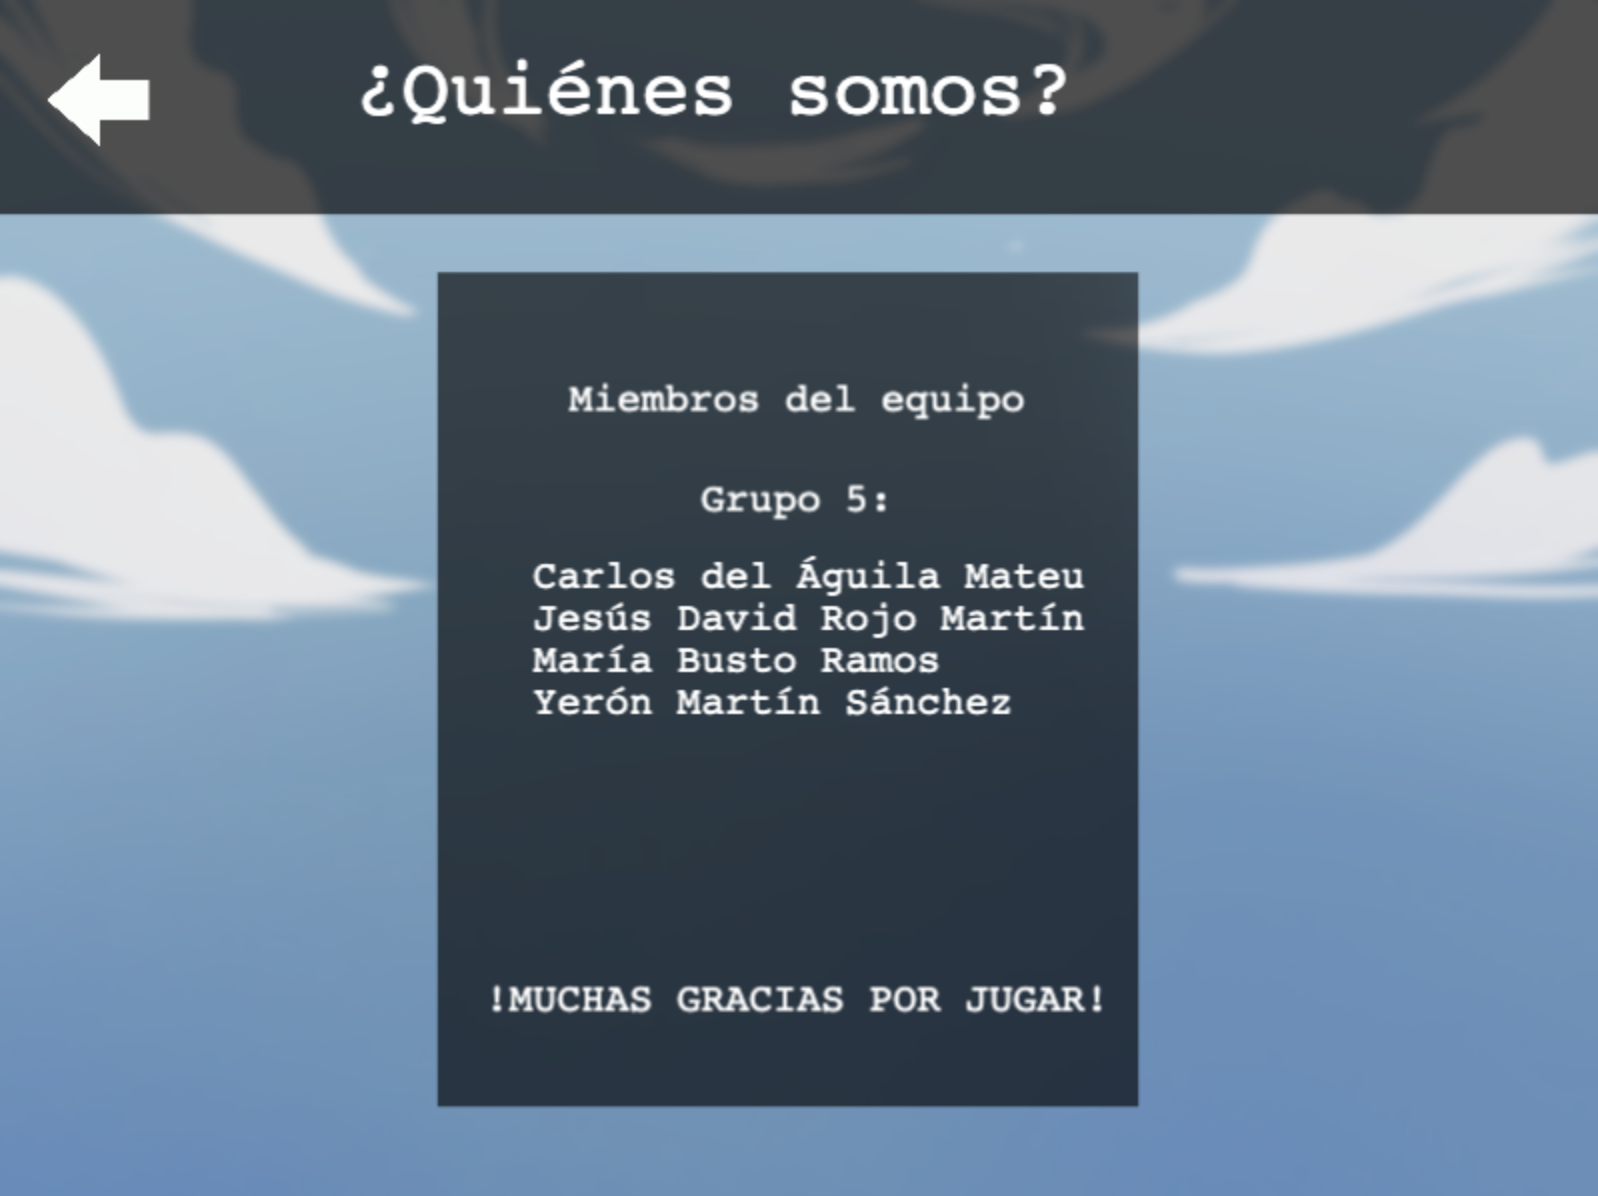 ¿Quiénes somos?
Miembros del equipo
Grupo 5:
Carlos del Águila Mateu
Jesús David Rojo Martín
María Busto Ramos
Yerón Martín Sánchez
!MUCHAS GRACIAS POR JUGAR!